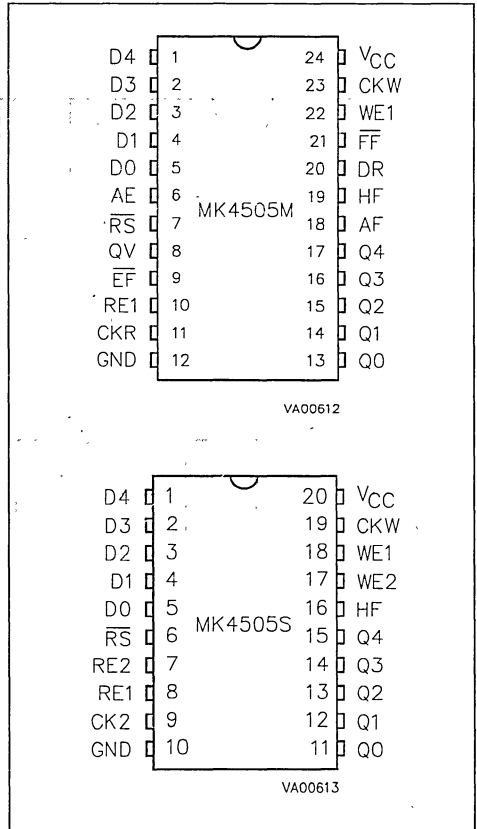 D4 1 24 VCC
D3 2 23 CKW
D2 3 22 WE1
D1 4 21 F̅F̅
D0 5 20 DR
AE 6 19 HF
R̅S̅ 7 MK4505M 18 AF
QV 8 17 Q4
E̅F̅ 9 16 Q3
RE1 10 15 Q2
CKR 11 14 Q1
GND 12 13 Q0
VA00612
D4 1 20 VCC
D3 2 19 CKW
D2 3 18 WE1
D1 4 17 WE2
D0 5 16 HF
R̅S̅ 6 MK4505S 15 Q4
RE2 7 14 Q3
RE1 8 13 Q2
CK2 9 12 Q1
GND 10 11 Q0
VA00613